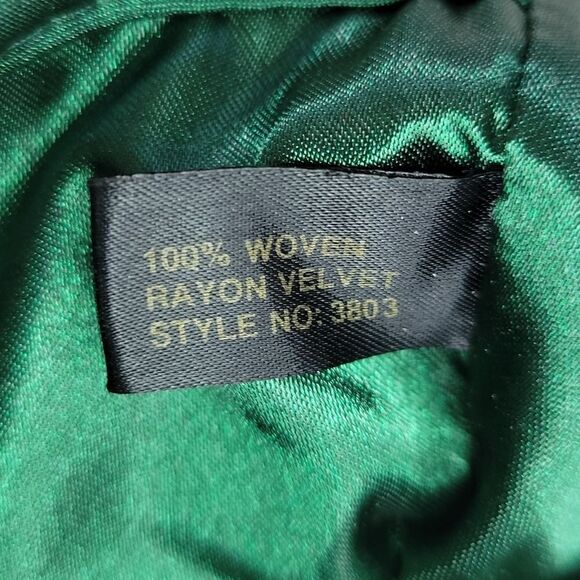 100% WOVEN
RAYON VELVET
STYLE NO: 3803